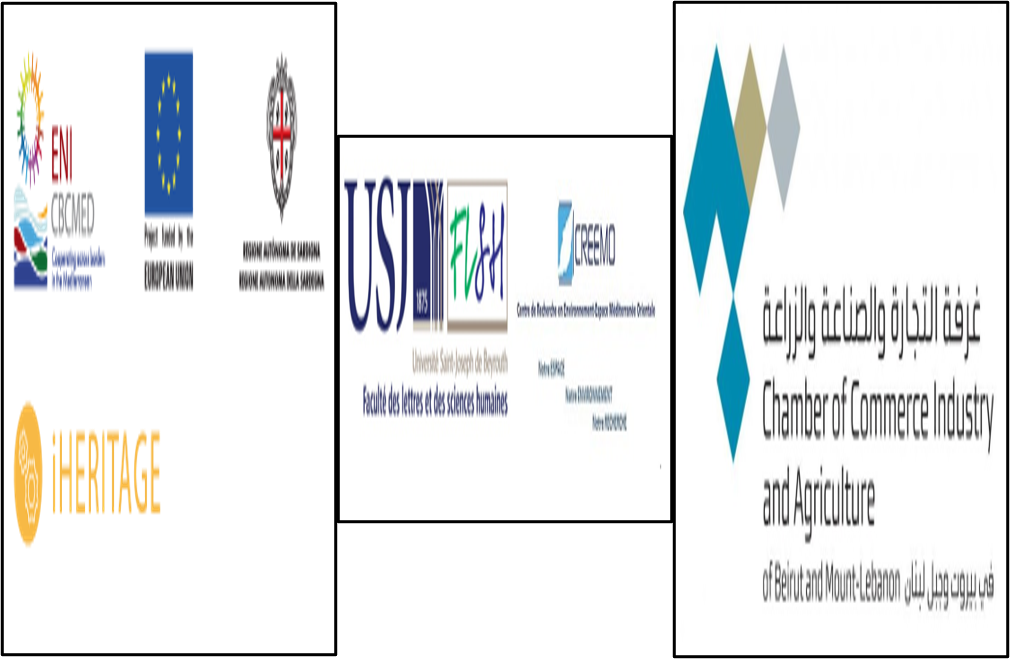 ENI
CBCMED
Cooperating across borders
in the Mediterranean
Project funded by the
EUROPEAN UNION
REGIONE AUTÒNOMA DE SARDIGNA
REGIONE AUTONOMA DELLA SARDEGNA
iHERITAGE
USJ
1875
FLSH
Université Saint-Joseph de Beyrouth
Faculté des lettres et des sciences humaines
CREEMO
Centre de Recherche en Environnement-Espace Méditerranée Orientale
Notre ESPACE
Notre ENVIRONNEMENT
Notre RECHERCHE
غرفة التجارة والصناعة والزراعة
Chamber of Commerce Industry
and Agriculture
of Beirut and Mount-Lebanon في بيروت وجبل لبنان